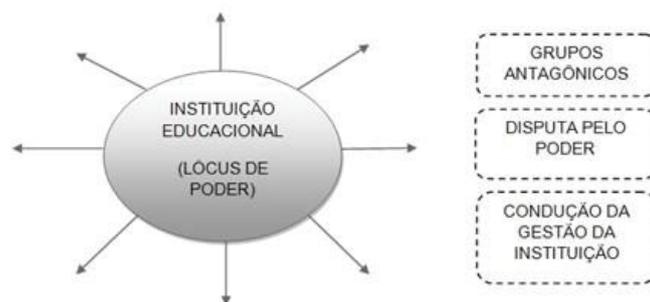 INSTITUIÇÃO
EDUCACIONAL
(LÓCUS DE
PODER)
GRUPOS
ANTAGÔNICOS
DISPUTA PELO
PODER
CONDUÇÃO DA
GESTÃO DA
INSTITUIÇÃO